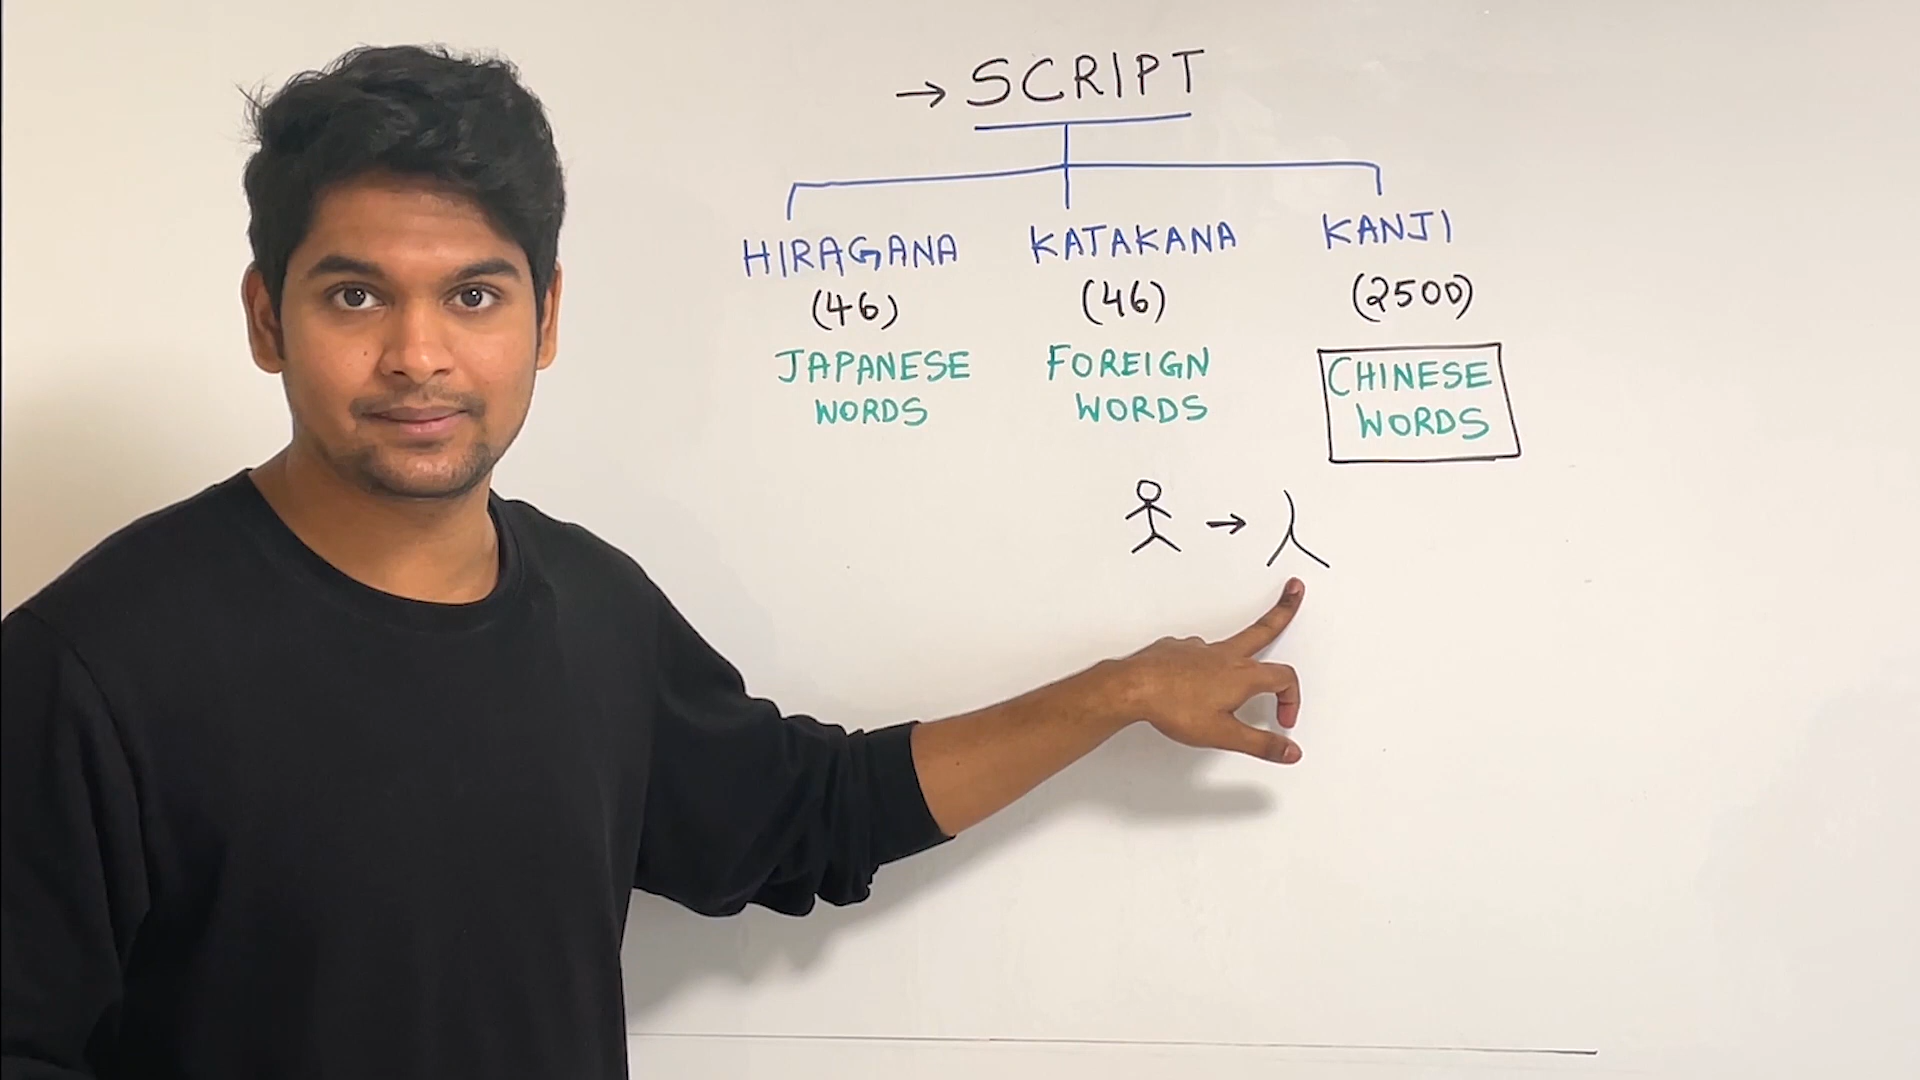 → SCRIPT
HIRAGANA KATAKANA KANJI
(46) (46) (2500)
JAPANESE WORDS
FOREIGN WORDS
CHINESE WORDS
→ 人